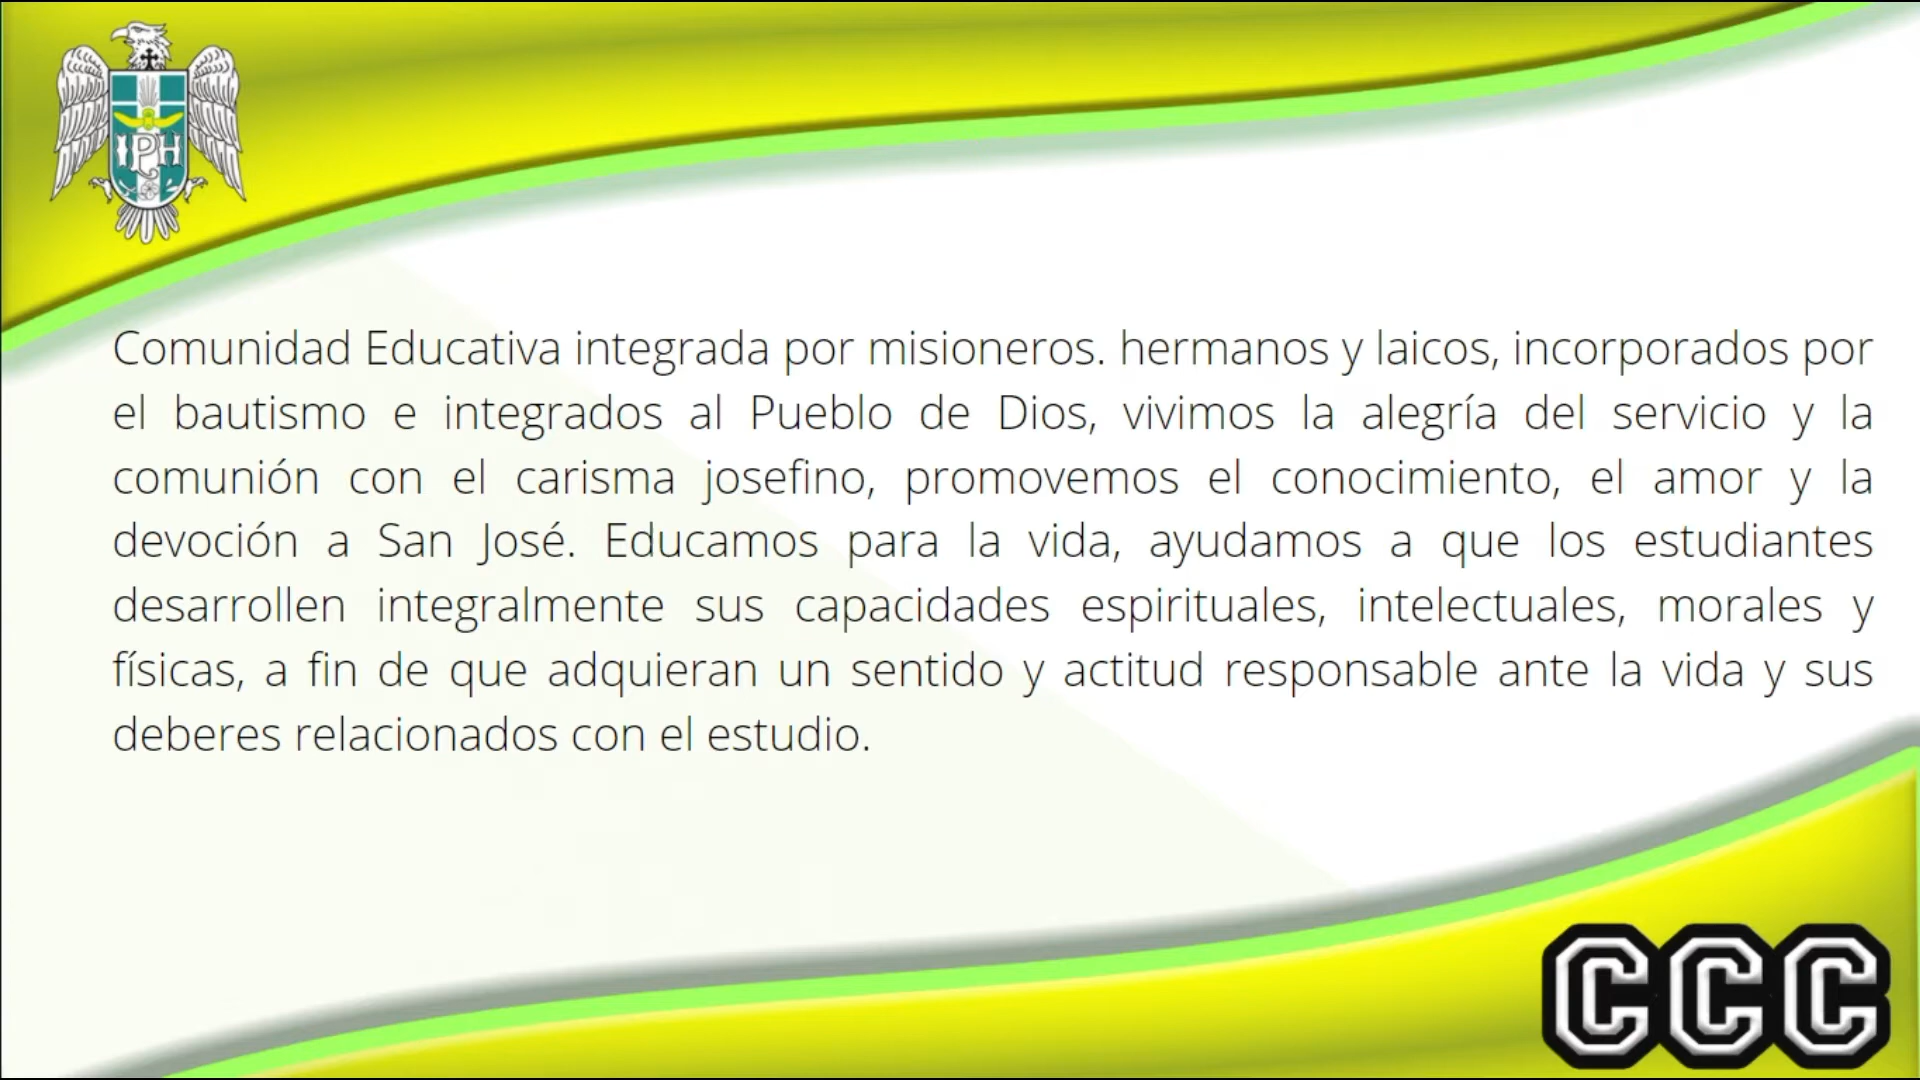 IPH
Comunidad Educativa integrada por misioneros. hermanos y laicos, incorporados por
el bautismo e integrados al Pueblo de Dios, vivimos la alegría del servicio y la
comunión con el carisma josefino, promovemos el conocimiento, el amor y la
devoción a San José. Educamos para la vida, ayudamos a que los estudiantes
desarrollen integralmente sus capacidades espirituales, intelectuales, morales y
físicas, a fin de que adquieran un sentido y actitud responsable ante la vida y sus
deberes relacionados con el estudio.
CCC